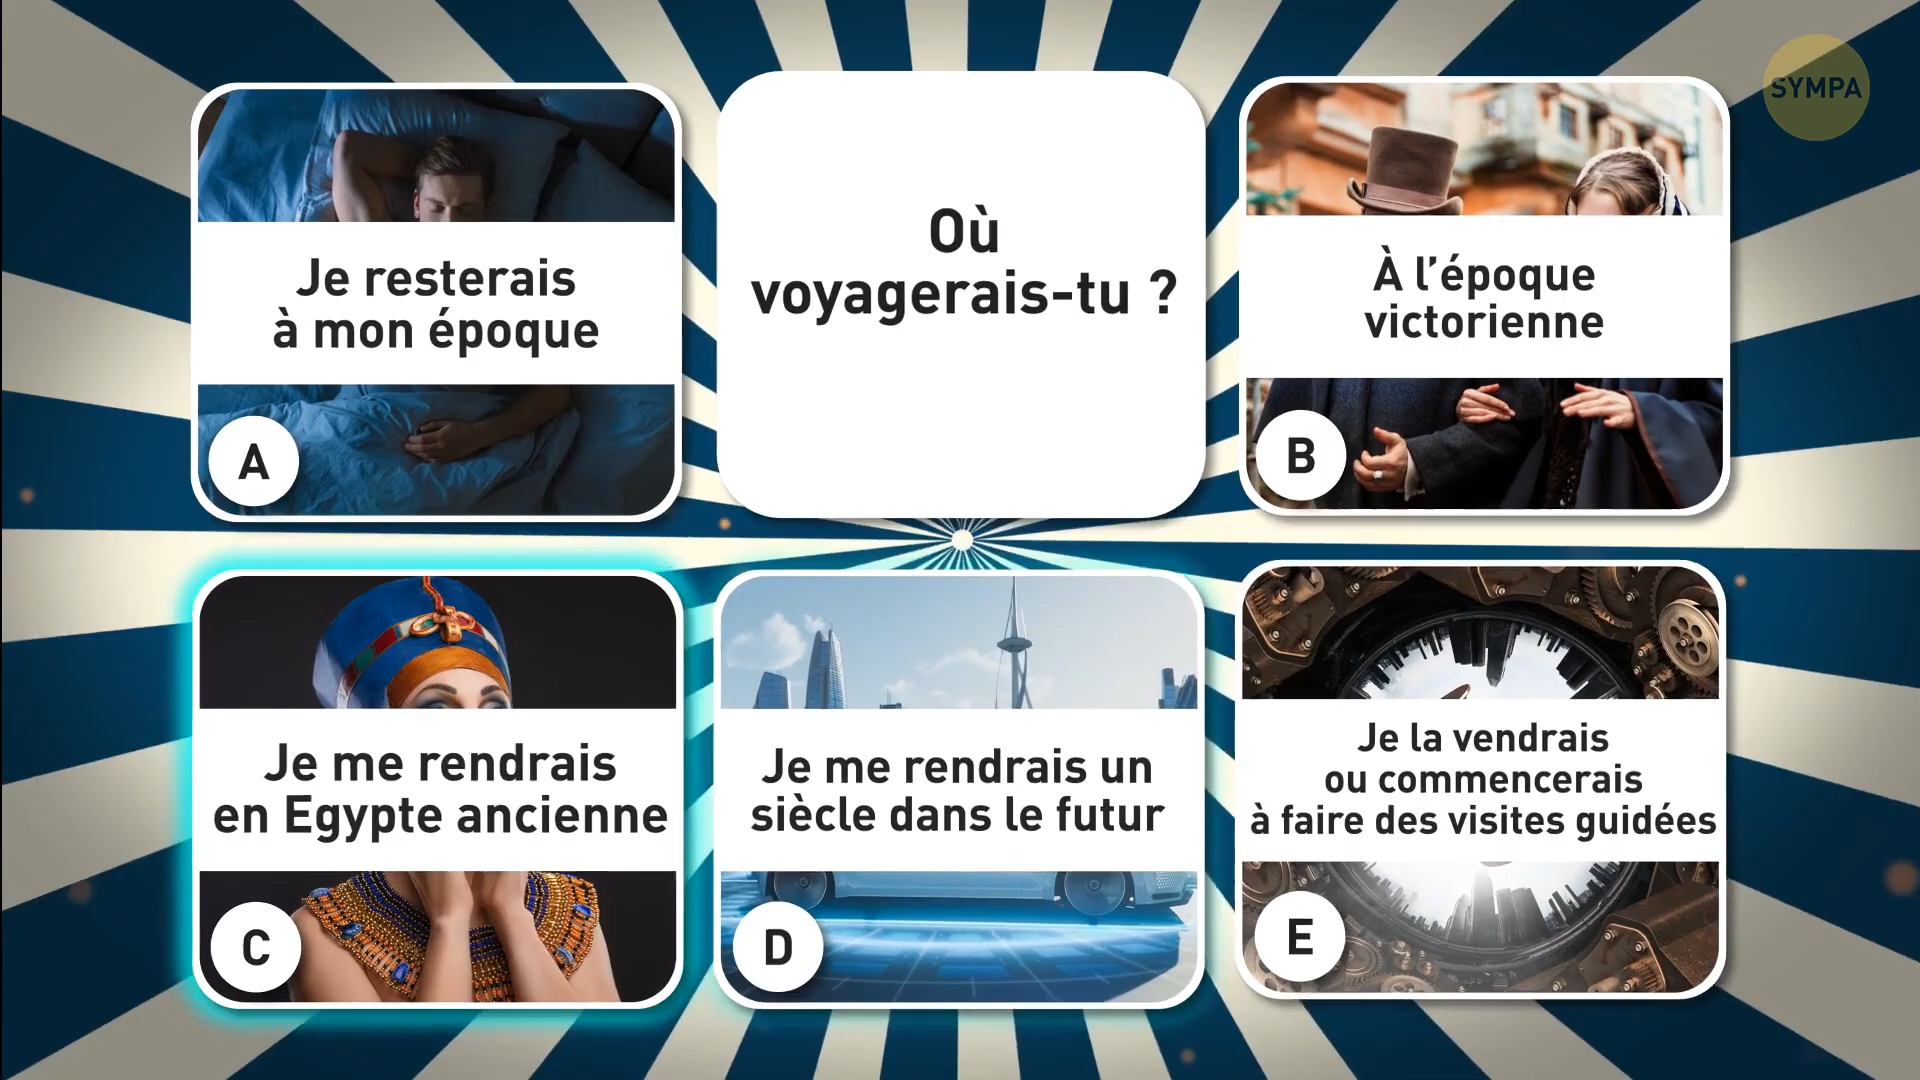 SYMPA
Je resterais
à mon époque
A
Où
voyagerais-tu ?
À l’époque
victorienne
B
Je me rendrais
en Egypte ancienne
C
Je me rendrais un
siècle dans le futur
D
Je la vendrais
ou commencerais
à faire des visites guidées
E